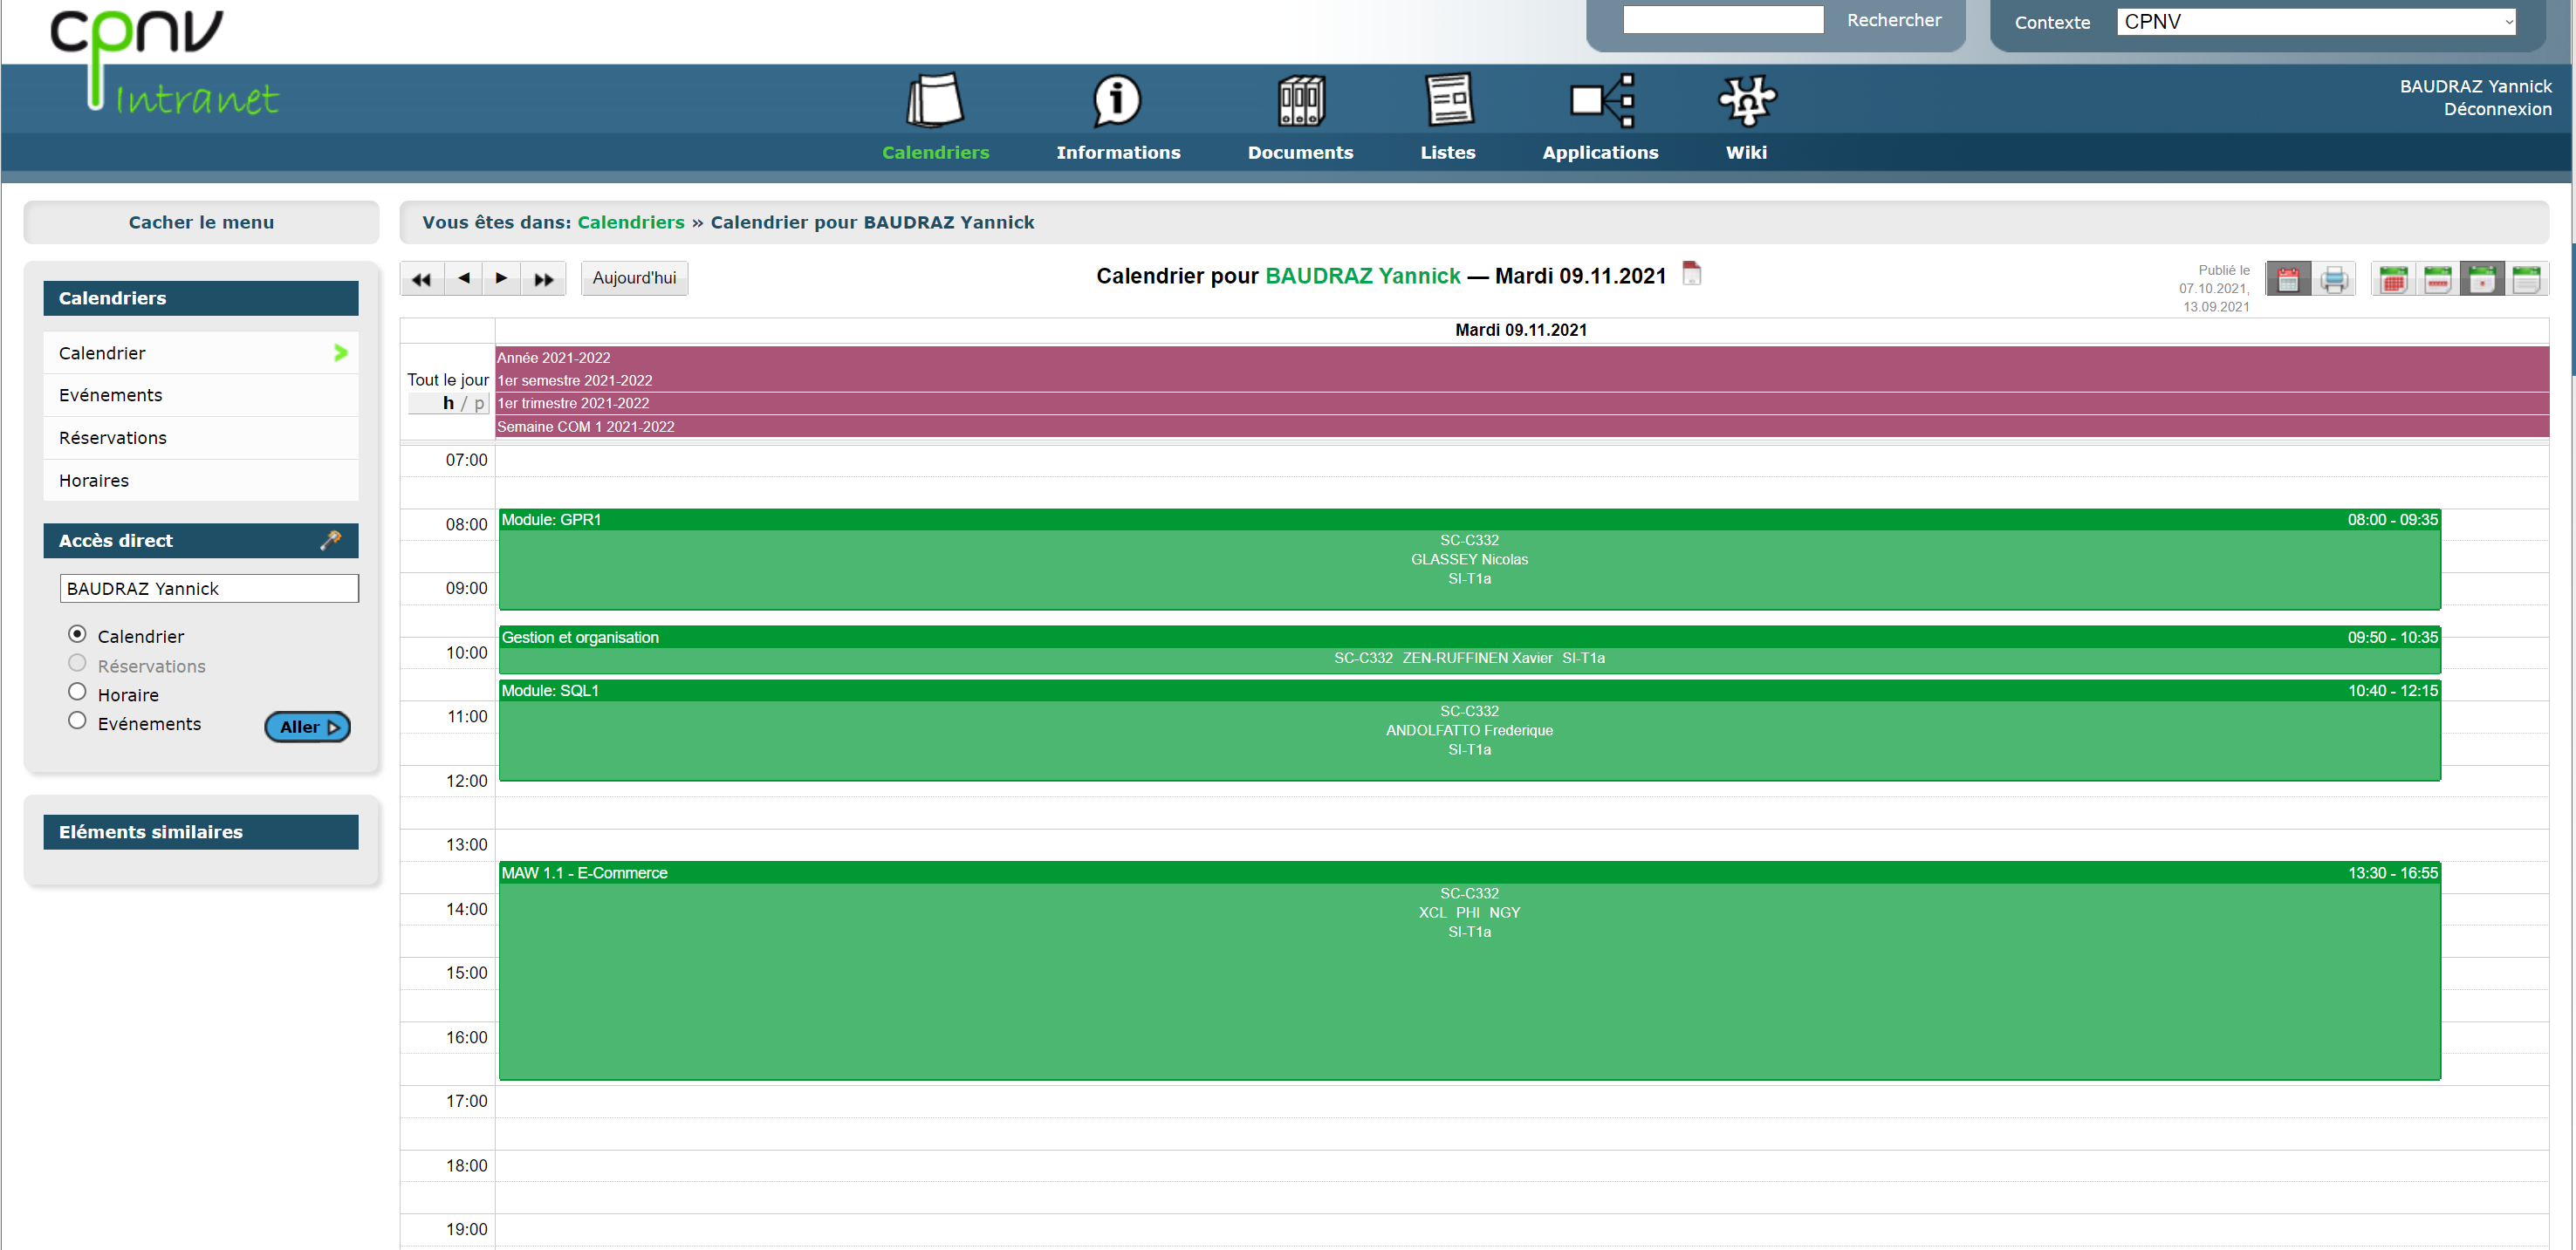 cpnv
Intranet
Rechercher
Contexte
CPNV
Calendriers
Informations
Documents
Listes
Applications
Wiki
BAUDRAZ Yannick
Déconnexion
Cacher le menu
Vous êtes dans: Calendriers » Calendrier pour BAUDRAZ Yannick
Calendriers
Calendrier
Evénements
Réservations
Horaires
Accès direct
BAUDRAZ Yannick
Calendrier
Réservations
Horaire
Evénements
Aller
Eléments similaires
Aujourd'hui
Calendrier pour BAUDRAZ Yannick — Mardi 09.11.2021
Publié le
07.10.2021,
13.09.2021
Mardi 09.11.2021
Tout le jour
h / p
Année 2021-2022
1er semestre 2021-2022
1er trimestre 2021-2022
Semaine COM 1 2021-2022
07:00
08:00
Module: GPR1 08:00 - 09:35
SC-C332
GLASSEY Nicolas
SI-T1a
09:00
Gestion et organisation 09:50 - 10:35
10:00
SC-C332 ZEN-RUFFINEN Xavier SI-T1a
Module: SQL1 10:40 - 12:15
SC-C332
11:00
ANDOLFATTO Frederique
SI-T1a
12:00
13:00
MAW 1.1 - E-Commerce 13:30 - 16:55
SC-C332
14:00
XCL PHI NGY
SI-T1a
15:00
16:00
17:00
18:00
19:00